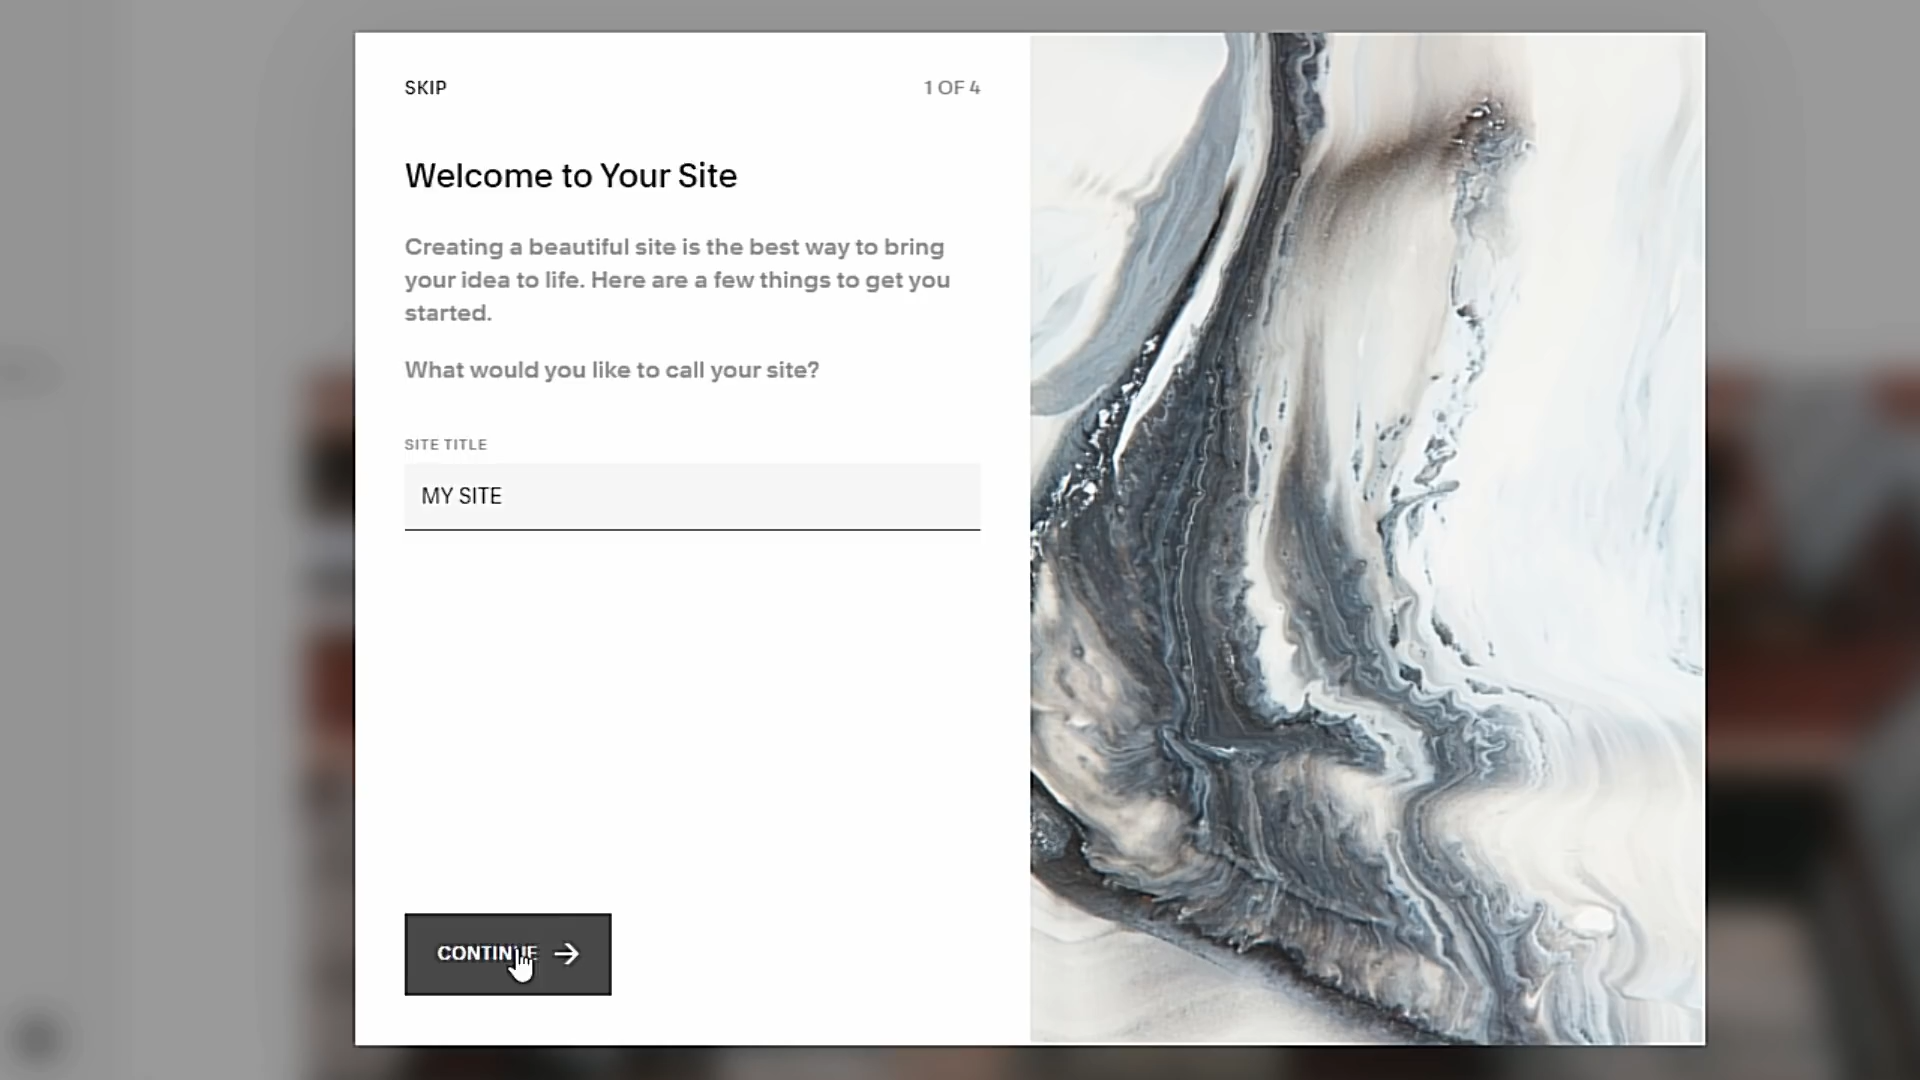 SKIP
1 OF 4
Welcome to Your Site
Creating a beautiful site is the best way to bring
your idea to life. Here are a few things to get you
started.
What would you like to call your site?
SITE TITLE
MY SITE
CONTINUE